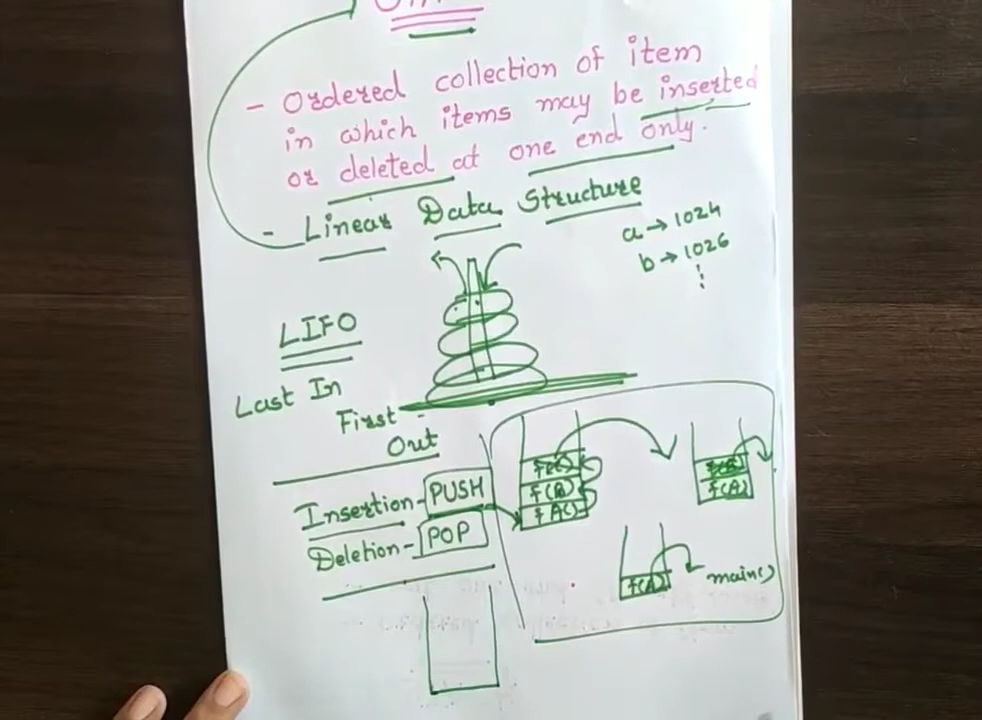 - Ordered collection of item
in which items may be inserted
or deleted at one end only.
- Linear Data Structure
a → 1024
b → 1026
LIFO
Last In
First
Out
Insertion - PUSH
Deletion - POP
f(C)
f(B)
f A()
f(B)
f(A)
f(A)
main()